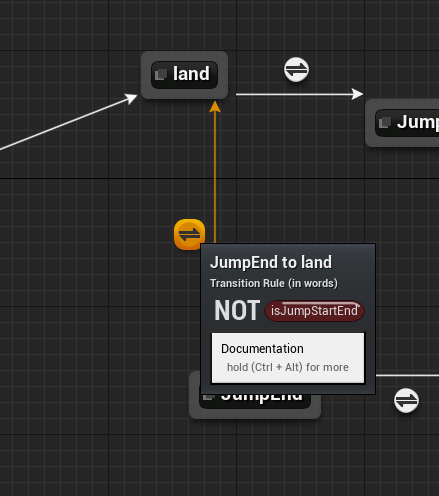 land
Jump
JumpEnd to land
Transition Rule (in words)
NOT isJumpStartEnd
Documentation
hold (Ctrl + Alt) for more
JumpEnd